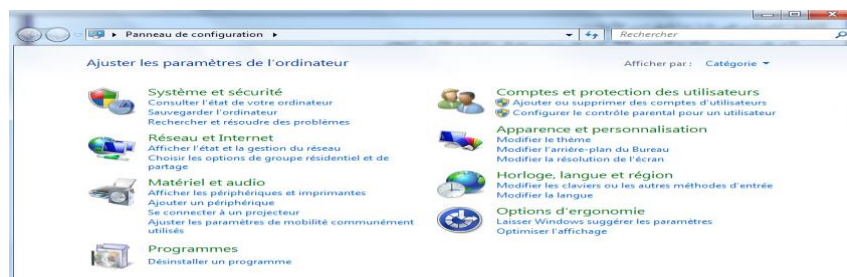 Panneau de configuration
Rechercher
Ajuster les paramètres de l'ordinateur
Afficher par : Catégorie
Système et sécurité
Consulter l'état de votre ordinateur
Sauvegarder l'ordinateur
Rechercher et résoudre des problèmes
Réseau et Internet
Afficher l'état et la gestion du réseau
Choisir les options de groupe résidentiel et de
partage
Matériel et audio
Afficher les périphériques et imprimantes
Ajouter un périphérique
Se connecter à un projecteur
Ajuster les paramètres de mobilité communément
utilisés
Programmes
Désinstaller un programme
Comptes et protection des utilisateurs
Ajouter ou supprimer des comptes d'utilisateurs
Configurer le contrôle parental pour un utilisateur
Apparence et personnalisation
Modifier le thème
Modifier l'arrière-plan du Bureau
Modifier la résolution de l'écran
Horloge, langue et région
Modifier les claviers ou les autres méthodes d'entrée
Modifier la langue
Options d'ergonomie
Laisser Windows suggérer les paramètres
Optimiser l'affichage